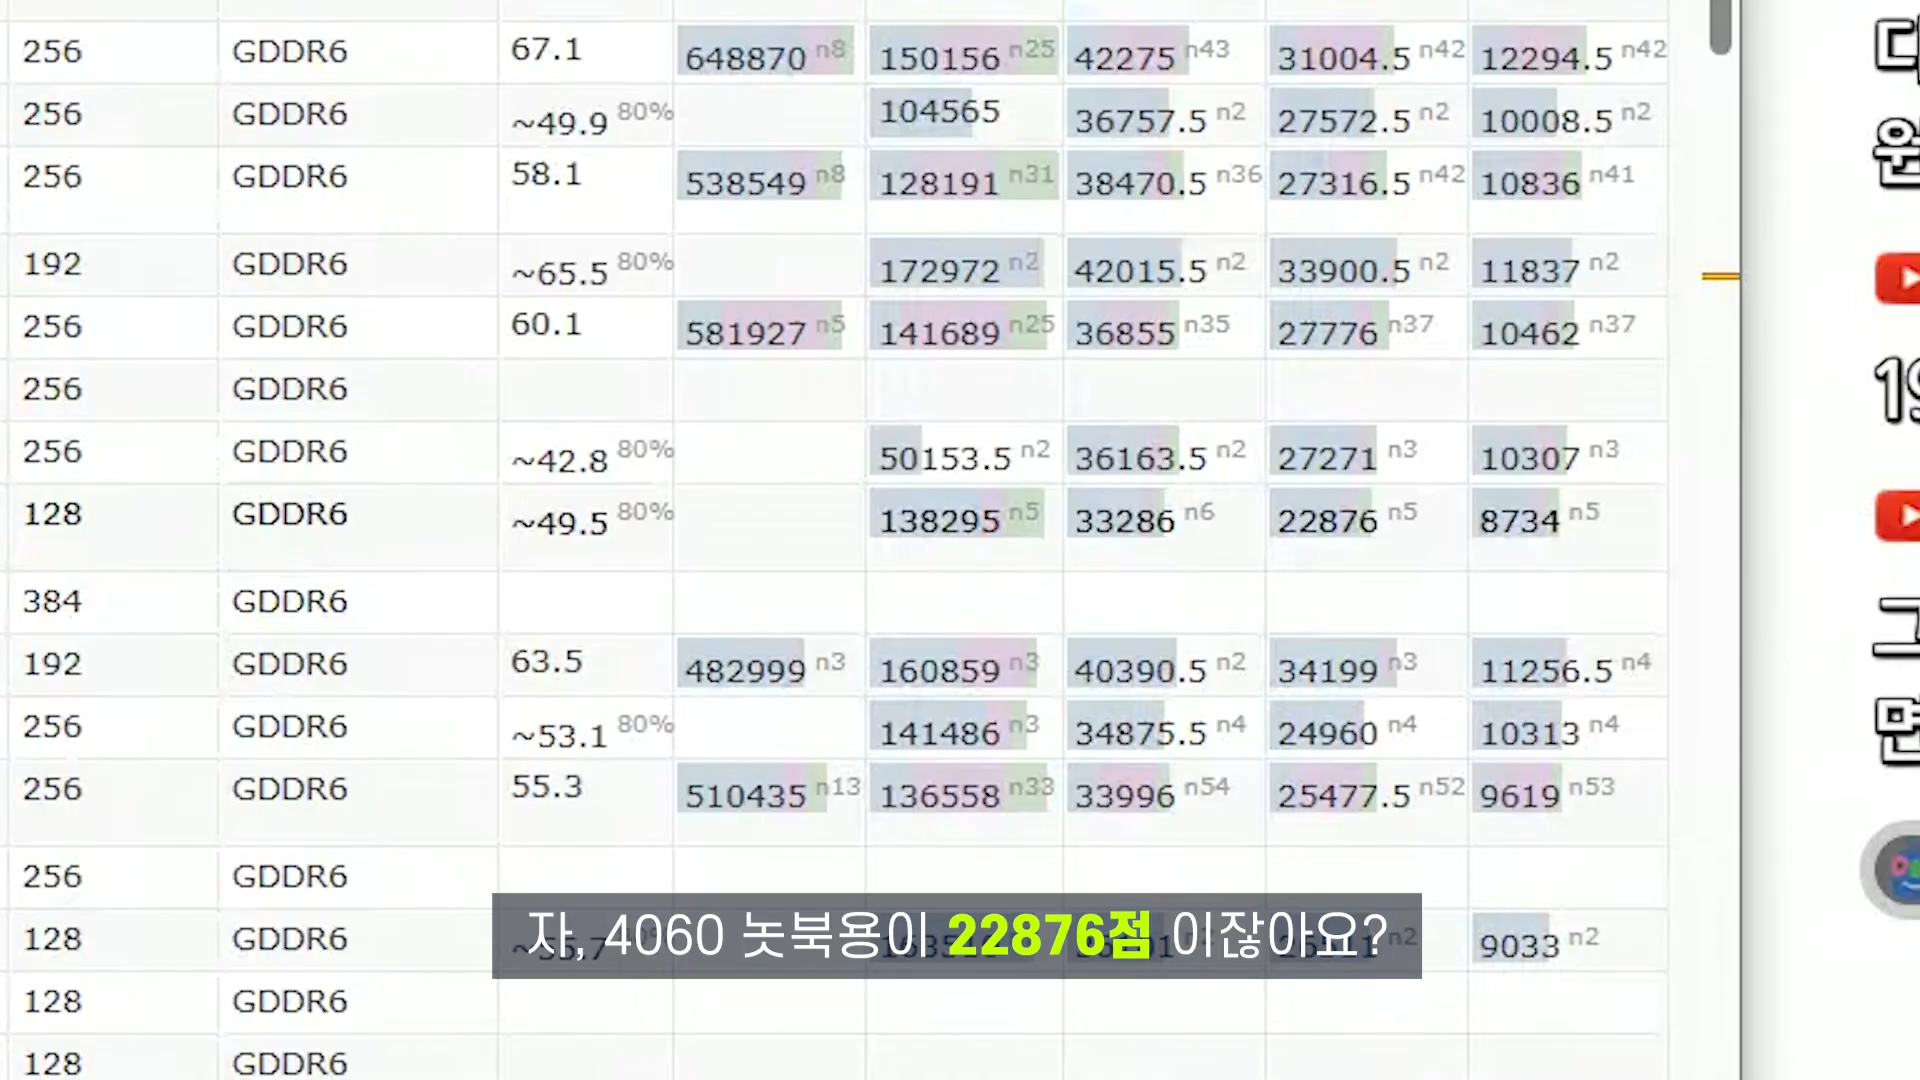 256 GDDR6 67.1 648870 n8 150156 n25 42275 n43 31004.5 n42 12294.5 n42
256 GDDR6 ~49.9 80% 104565 36757.5 n2 27572.5 n2 10008.5 n2
256 GDDR6 58.1 538549 n8 128191 n31 38470.5 n36 27316.5 n42 10836 n41
192 GDDR6 ~65.5 80% 172972 n2 42015.5 n2 33900.5 n2 11837 n2
256 GDDR6 60.1 581927 n5 141689 n25 36855 n35 27776 n37 10462 n37
256 GDDR6
256 GDDR6 ~42.8 80% 50153.5 n2 36163.5 n2 27271 n3 10307 n3
128 GDDR6 ~49.5 80% 138295 n5 33286 n6 22876 n5 8734 n5
384 GDDR6
192 GDDR6 63.5 482999 n3 160859 n3 40390.5 n2 34199 n3 11256.5 n4
256 GDDR6 ~53.1 80% 141486 n3 34875.5 n4 24960 n4 10313 n4
256 GDDR6 55.3 510435 n13 136558 n33 33996 n54 25477.5 n52 9619 n53
256 GDDR6
128 GDDR6 n2 9033 n2
자, 4060 놋북용이 22876점 이잖아요?
128 GDDR6
128 GDDR6
원
19
그
면